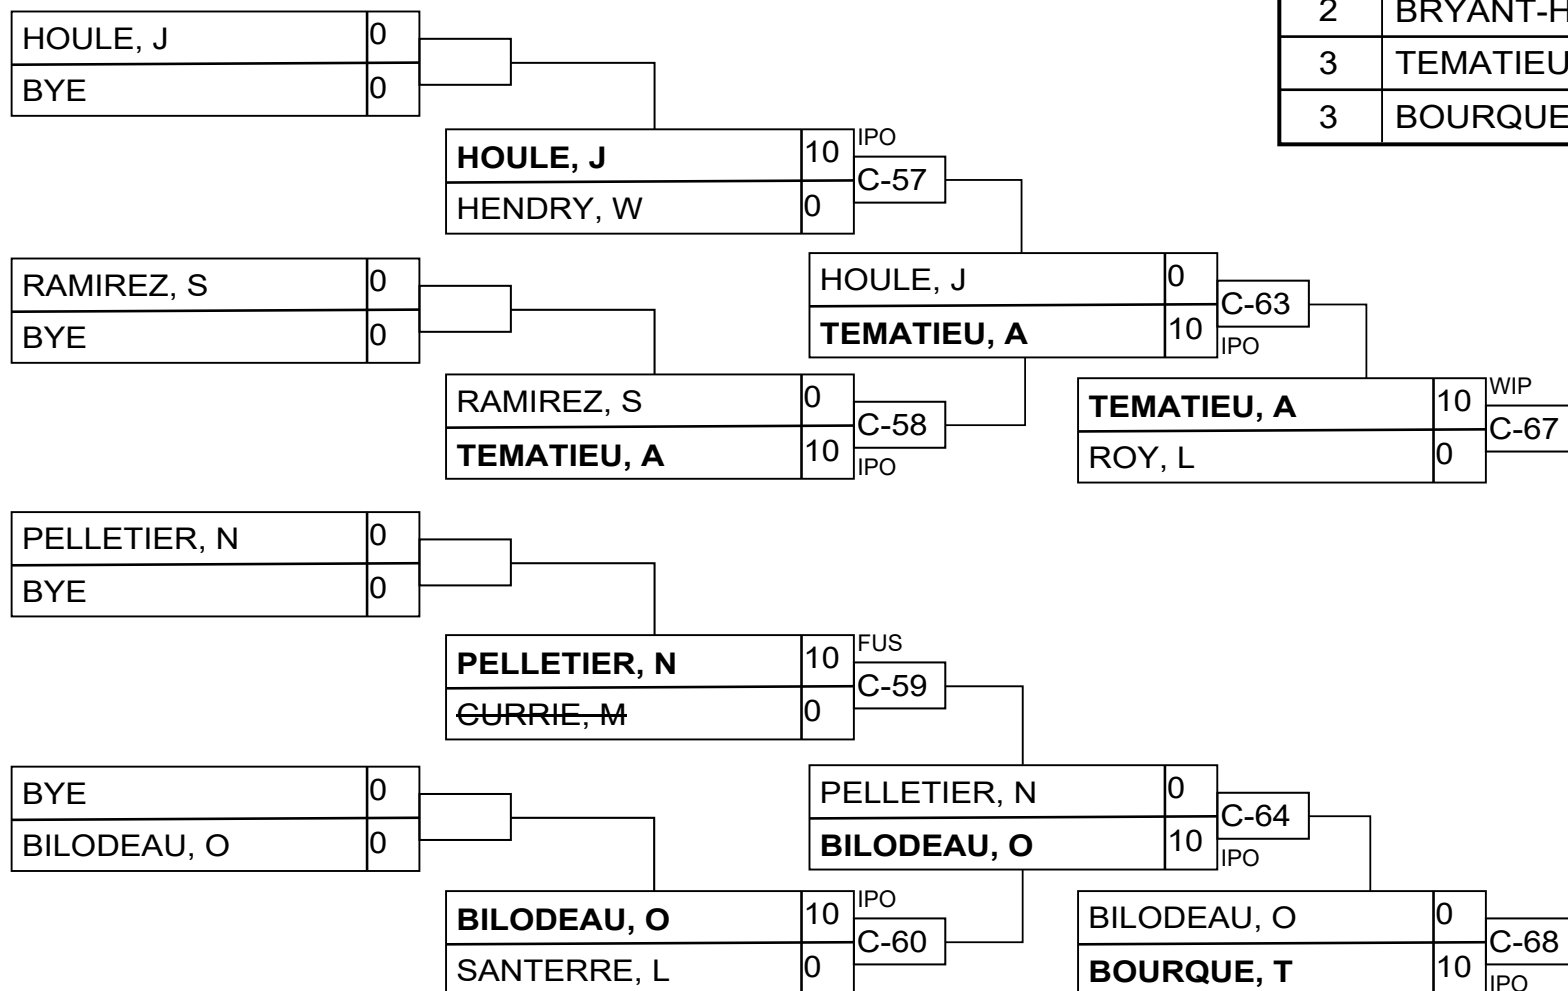 2 BRYANT-H
HOULE, J 0
BYE 0
3 TEMATIEU
3 BOURQUE
HOULE, J 10 IPO
C-57
HENDRY, W 0
RAMIREZ, S 0
BYE 0
HOULE, J 0
C-63
TEMATIEU, A 10 IPO
RAMIREZ, S 0
C-58
TEMATIEU, A 10 IPO
TEMATIEU, A 10 WIP
C-67
ROY, L 0
PELLETIER, N 0
BYE 0
PELLETIER, N 10 FUS
C-59
CURRIE, M 0
BYE 0
BILODEAU, O 0
PELLETIER, N 0
C-64
BILODEAU, O 10 IPO
BILODEAU, O 10 IPO
C-60
SANTERRE, L 0
BILODEAU, O 0
C-68
BOURQUE, T 10 IPO